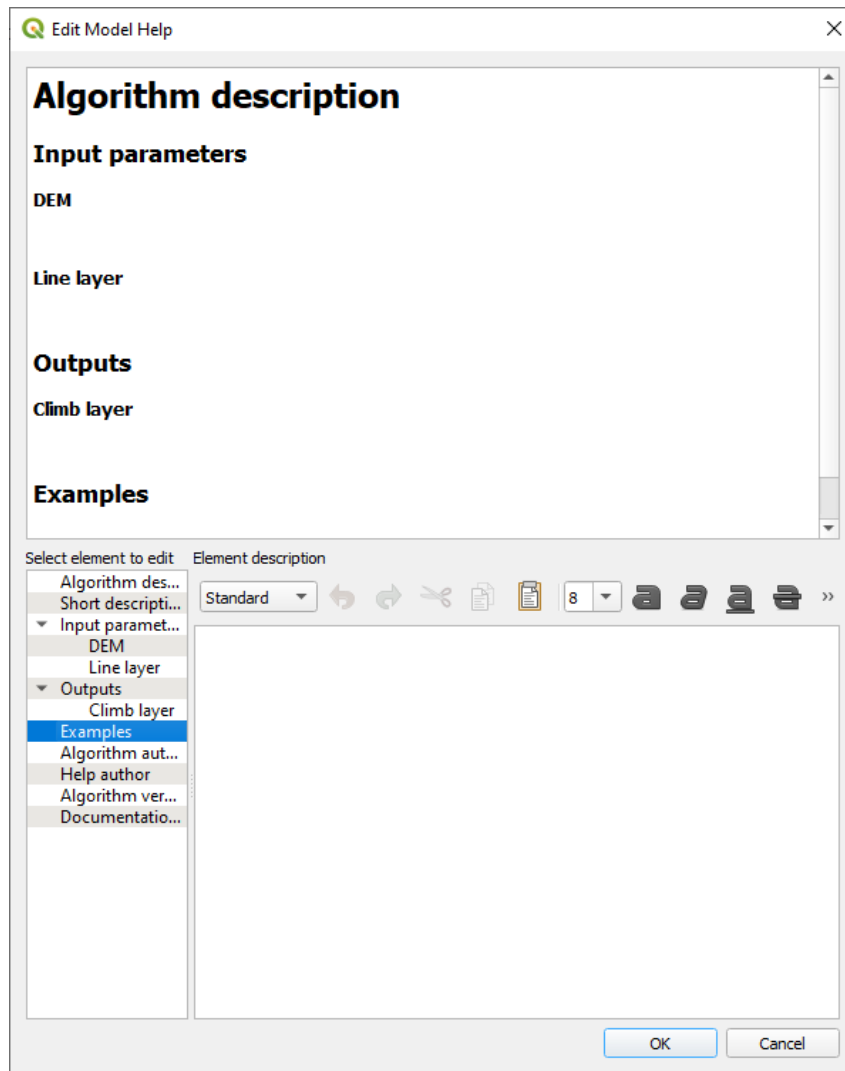 Edit Model Help
Algorithm description
Input parameters
DEM
Line layer
Outputs
Climb layer
Examples
Select element to edit Element description
Algorithm des...
Short descripti...
Input paramet...
DEM
Line layer
Outputs
Climb layer
Examples
Algorithm aut...
Help author
Algorithm ver...
Documentatio...
Standard 8 a a a a »
OK Cancel